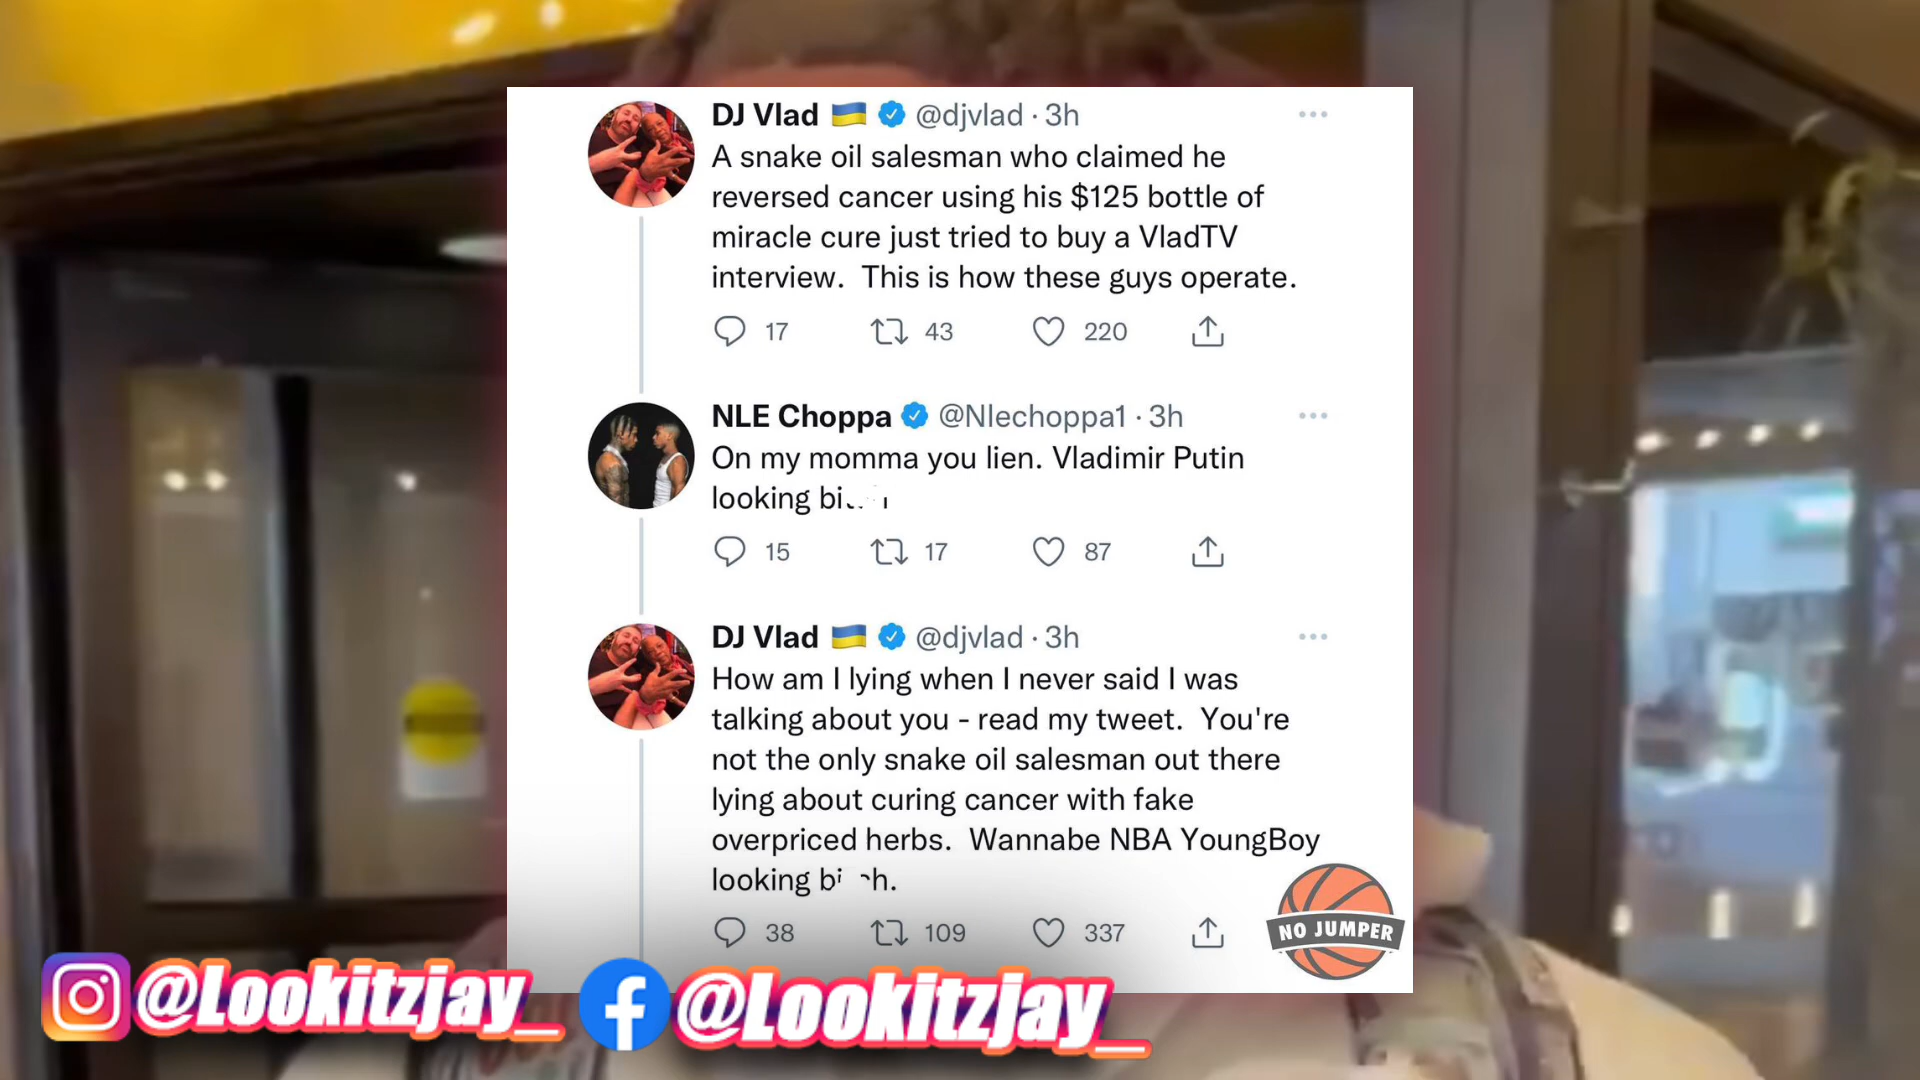 DJ Vlad 🇺🇦 @djvlad · 3h
A snake oil salesman who claimed he
reversed cancer using his $125 bottle of
miracle cure just tried to buy a VladTV
interview.  This is how these guys operate.
17 43 220
NLE Choppa @Nlechoppa1 · 3h
On my momma you lien. Vladimir Putin
looking
15 17 87
DJ Vlad 🇺🇦 @djvlad · 3h
How am I lying when I never said I was
talking about you - read my tweet.  You're
not the only snake oil salesman out there
lying about curing cancer with fake
overpriced herbs.  Wannabe NBA YoungBoy
looking
38 109 337
NO JUMPER
@Lookitzjay_ @Lookitzjay_